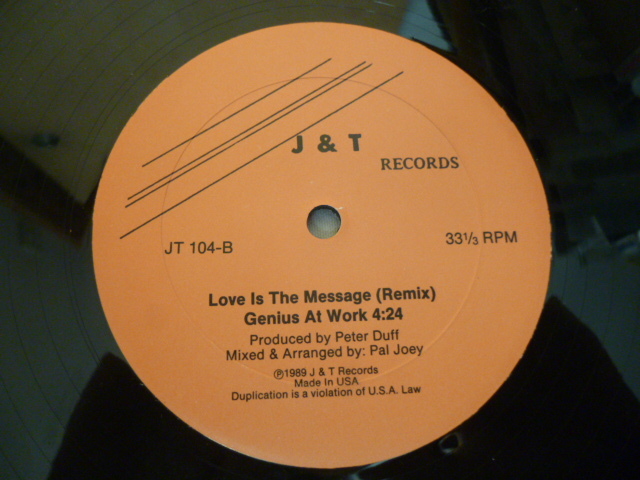 J & T
RECORDS
JT 104-B
33⅓ RPM
Love Is The Message (Remix)
Genius At Work 4:24
Produced by Peter Duff
Mixed & Arranged by: Pal Joey
℗1989 J & T Records
Made In USA
Duplication is a violation of U.S.A. Law